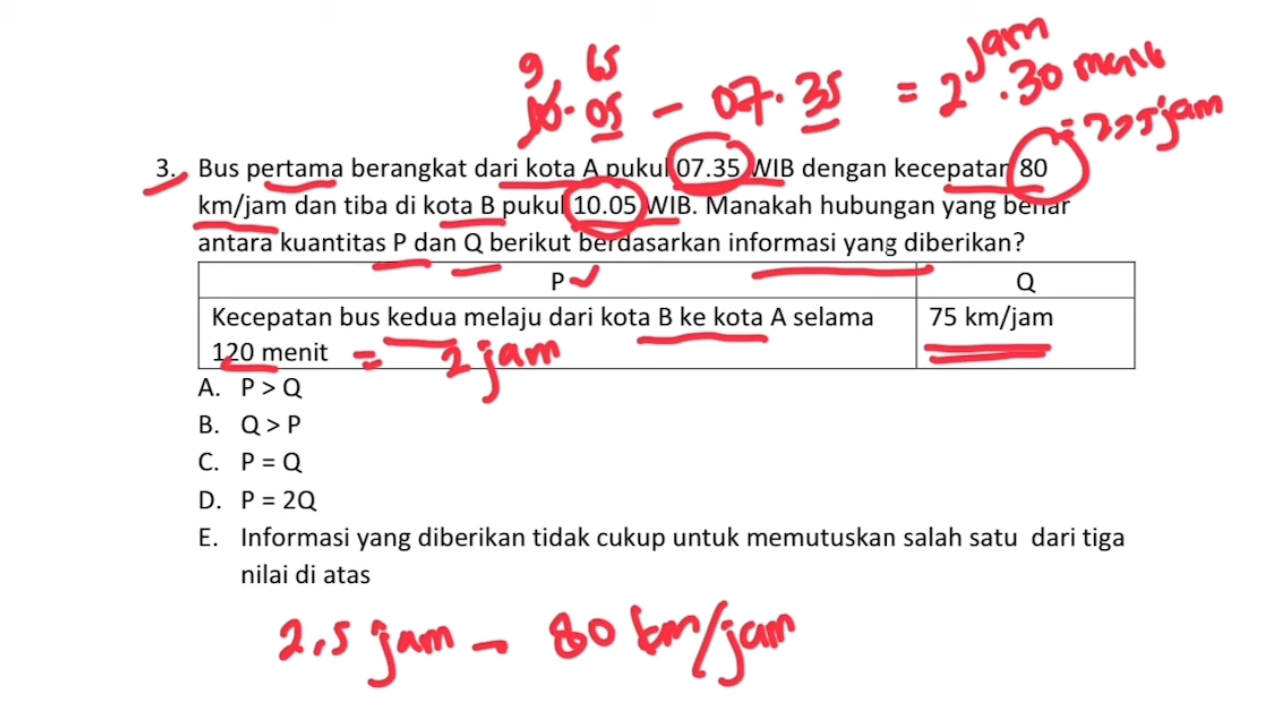 9, 65
jam
10.05 - 07.35 = 2.30 menit
= 2,5 jam
3. Bus pertama berangkat dari kota A pukul 07.35 WIB dengan kecepatan 80
km/jam dan tiba di kota B pukul 10.05 WIB. Manakah hubungan yang benar
antara kuantitas P dan Q berikut berdasarkan informasi yang diberikan?
P Q
Kecepatan bus kedua melaju dari kota B ke kota A selama 75 km/jam
120 menit = 2 jam
A. P > Q
B. Q > P
C. P = Q
D. P = 2Q
E. Informasi yang diberikan tidak cukup untuk memutuskan salah satu dari tiga
nilai di atas
2,5 jam - 80 km/jam